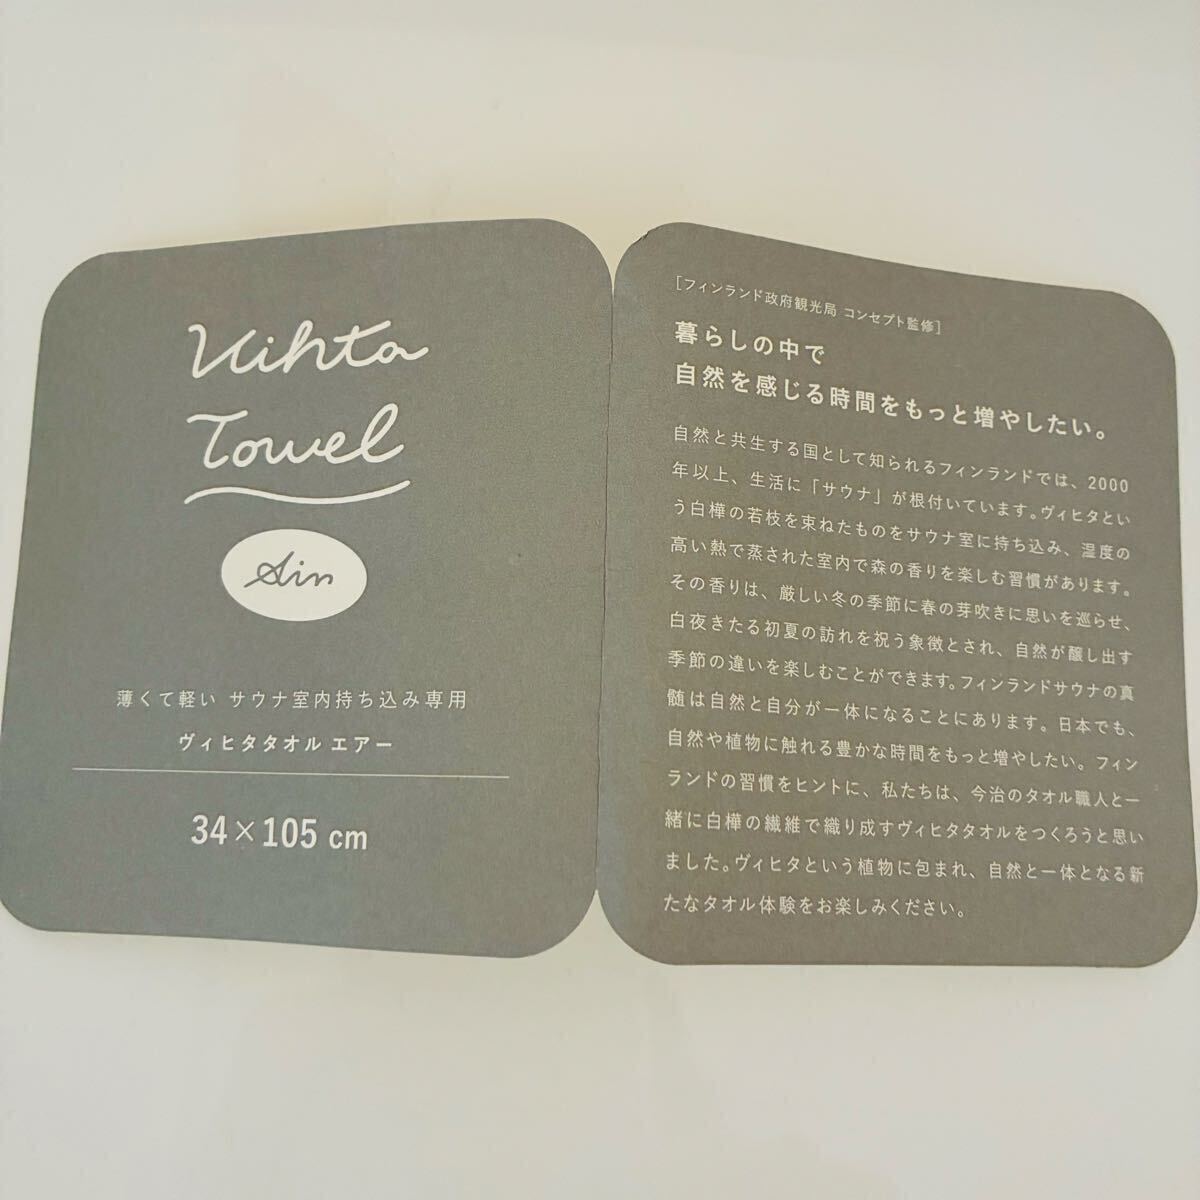 Vihta
Towel
Air
薄くて軽い サウナ室内持ち込み専用
ヴィヒタタオル エアー
34×105 cm
[フィンランド政府観光局 コンセプト監修]
暮らしの中で
自然を感じる時間をもっと増やしたい。
自然と共生する国として知られるフィンランドでは、2000
年以上、生活に「サウナ」が根付いています。ヴィヒタとい
う白樺の若枝を束ねたものをサウナ室に持ち込み、湿度の
高い熱で蒸された室内で森の香りを楽しむ習慣があります。
その香りは、厳しい冬の季節に春の芽吹きに思いを巡らせ、
白夜きたる初夏の訪れを祝う象徴とされ、自然が醸し出す
季節の違いを楽しむことができます。フィンランドサウナの真
髄は自然と自分が一体になることにあります。日本でも、
自然や植物に触れる豊かな時間をもっと増やしたい。フィン
ランドの習慣をヒントに、私たちは、今治のタオル職人と一
緒に白樺の繊維で織り成すヴィヒタタオルをつくろうと思い
ました。ヴィヒタという植物に包まれ、自然と一体となる新
たなタオル体験をお楽しみください。